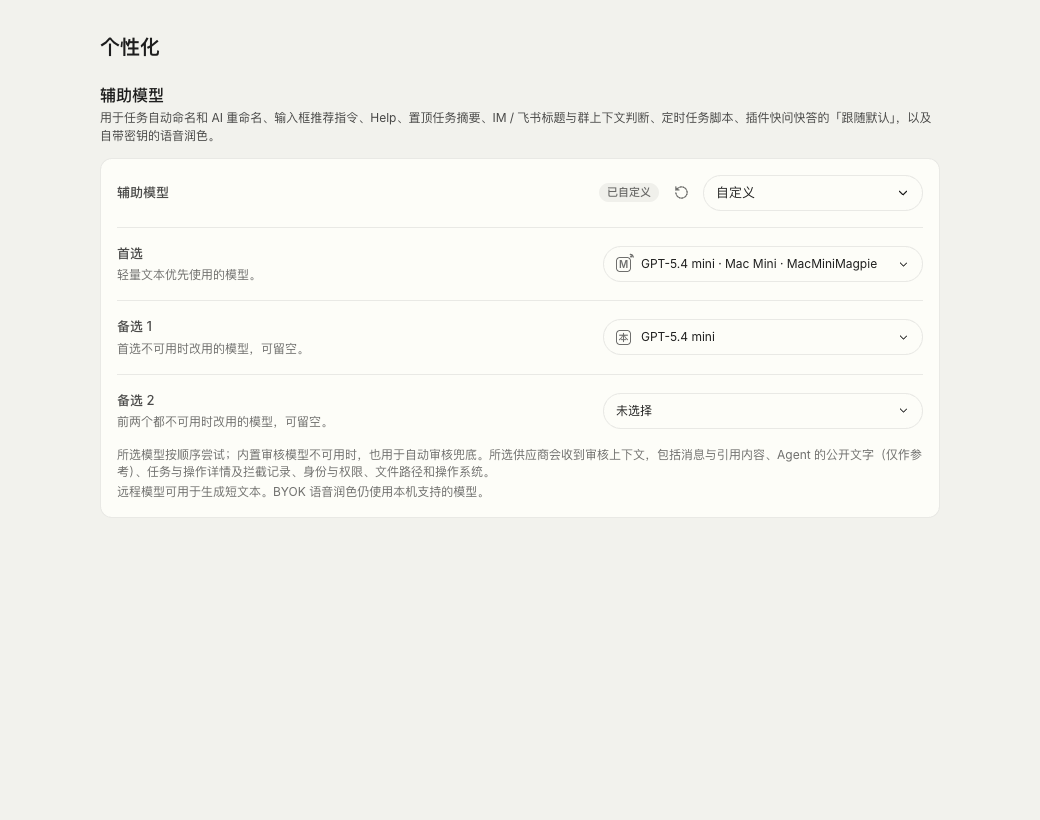 个性化
辅助模型
用于任务自动命名和 AI 重命名、输入框推荐指令、Help、置顶任务摘要、IM / 飞书标题与群上下文判断、定时任务脚本、插件快问快答的「跟随默认」，以及
自带密钥的语音润色。
辅助模型
已自定义
自定义
首选
轻量文本优先使用的模型。
M
GPT-5.4 mini · Mac Mini · MacMiniMagpie
备选 1
首选不可用时改用的模型，可留空。
本
GPT-5.4 mini
备选 2
前两个都不可用时改用的模型，可留空。
未选择
所选模型按顺序尝试；内置审核模型不可用时，也用于自动审核兜底。所选供应商会收到审核上下文，包括消息与引用内容、Agent 的公开文字（仅作参
考）、任务与操作详情及拦截记录、身份与权限、文件路径和操作系统。
远程模型可用于生成短文本。BYOK 语音润色仍使用本机支持的模型。